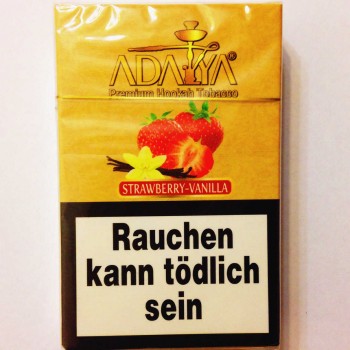 ADALYA®
Premium Hookah Tobacco
STRAWBERRY-VANILLA
Rauchen
kann tödlich
sein